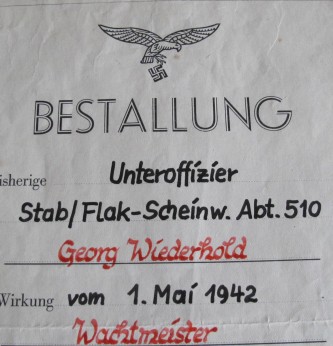 BESTALLUNG
isherige Unteroffizier
Stab/Flak-Scheinw. Abt. 510
Georg Wiederhold
Wirkung vom 1. Mai 1942
Wachtmeister